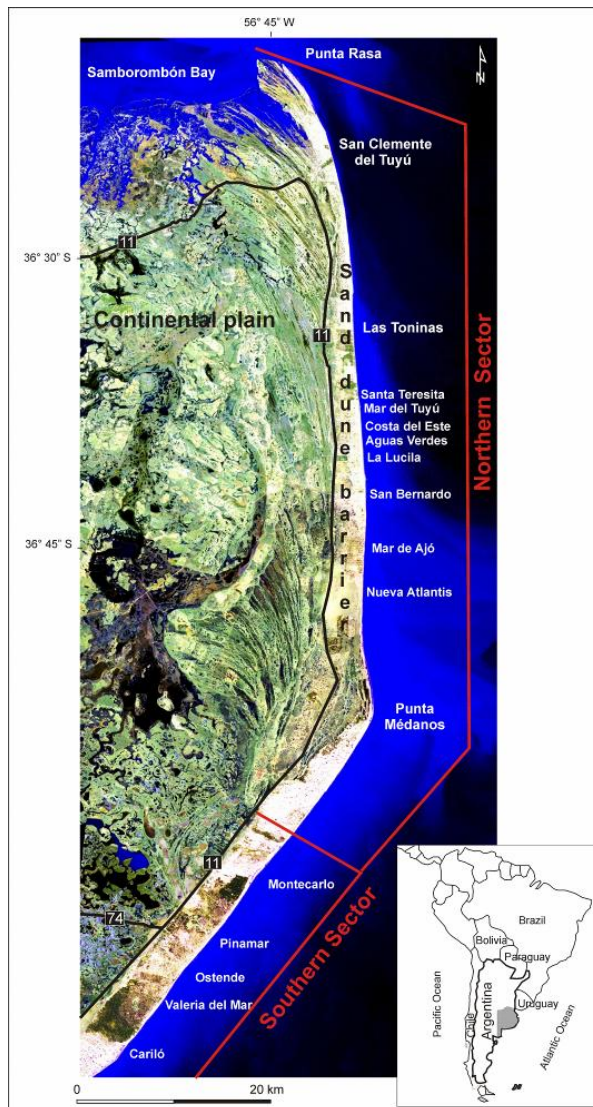 56° 45' W
Punta Rasa
Samborombón Bay
N
San Clemente
del Tuyú
11
36° 30' S
Continental plain
11
Sand dune barrier
Las Toninas
Northern Sector
Santa Teresita
Mar del Tuyú
Costa del Este
Aguas Verdes
La Lucila
San Bernardo
36° 45' S
Mar de Ajó
Nueva Atlantis
Punta
Médanos
11
Montecarlo
74
Pinamar
Ostende
Valeria del Mar
Southern Sector
Cariló
0 20 km
Brazil
Bolivia
Paraguay
Pacific Ocean
Chile
Argentina
Uruguay
Atlantic Ocean